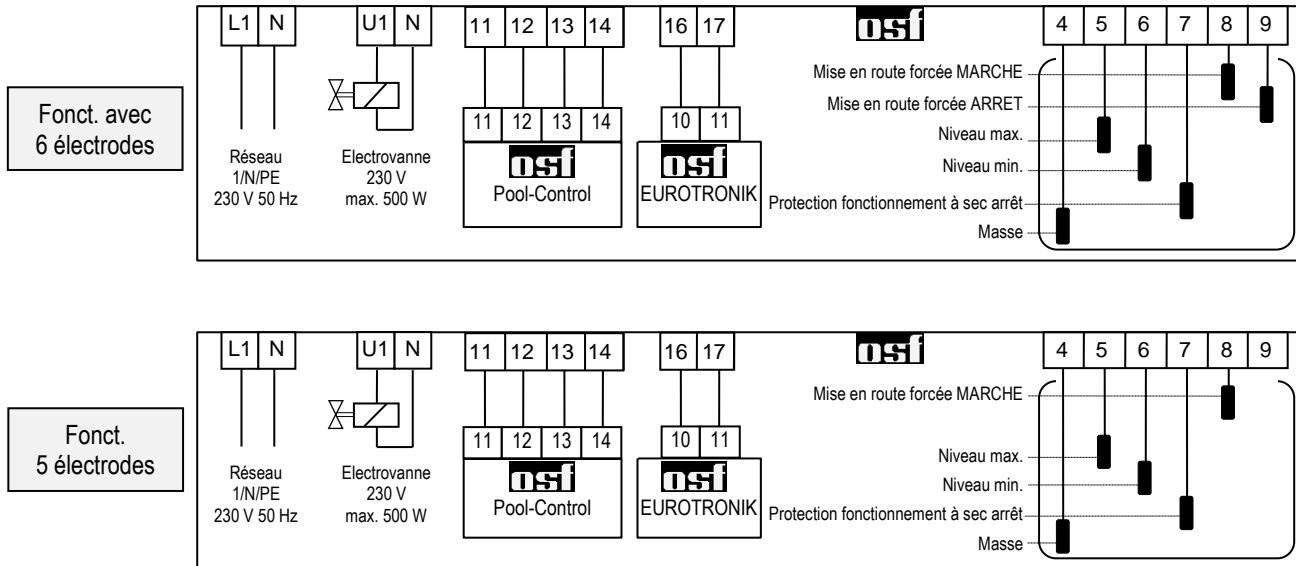 L1 N U1 N 11 12 13 14 16 17 osf 4 5 6 7 8 9
Fonct. avec
6 électrodes
Réseau
1/N/PE
230 V 50 Hz
Electrovanne
230 V
max. 500 W
11 12 13 14
osf
Pool-Control
10 11
osf
EUROTRONIK
Mise en route forcée MARCHE
Mise en route forcée ARRET
Niveau max.
Niveau min.
Protection fonctionnement à sec arrêt
Masse
L1 N U1 N 11 12 13 14 16 17 osf 4 5 6 7 8 9
Fonct.
5 électrodes
Réseau
1/N/PE
230 V 50 Hz
Electrovanne
230 V
max. 500 W
11 12 13 14
osf
Pool-Control
10 11
osf
EUROTRONIK
Mise en route forcée MARCHE
Niveau max.
Niveau min.
Protection fonctionnement à sec arrêt
Masse